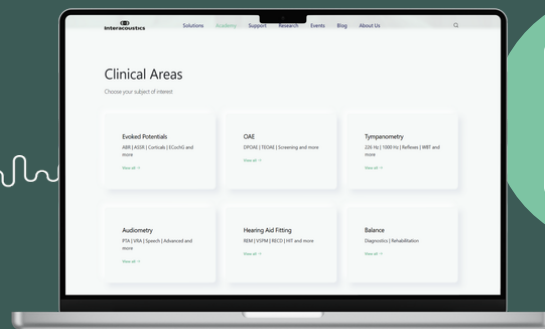 Interacoustics
Solutions Academy Support Research Events Blog About Us
Clinical Areas
Choose your subject of interest
Evoked Potentials
ABR | ASSR | Corticals | ECochG and
more
View all →
OAE
DPOAE | TEOAE | Screening and more
View all →
Tympanometry
226 Hz | 1000 Hz | Reflexes | WBT and
more
View all →
Audiometry
PTA | VRA | Speech | Advanced and
more
View all →
Hearing Aid Fitting
REM | VSPM | RECD | HIT and more
View all →
Balance
Diagnostics | Rehabilitation
View all →